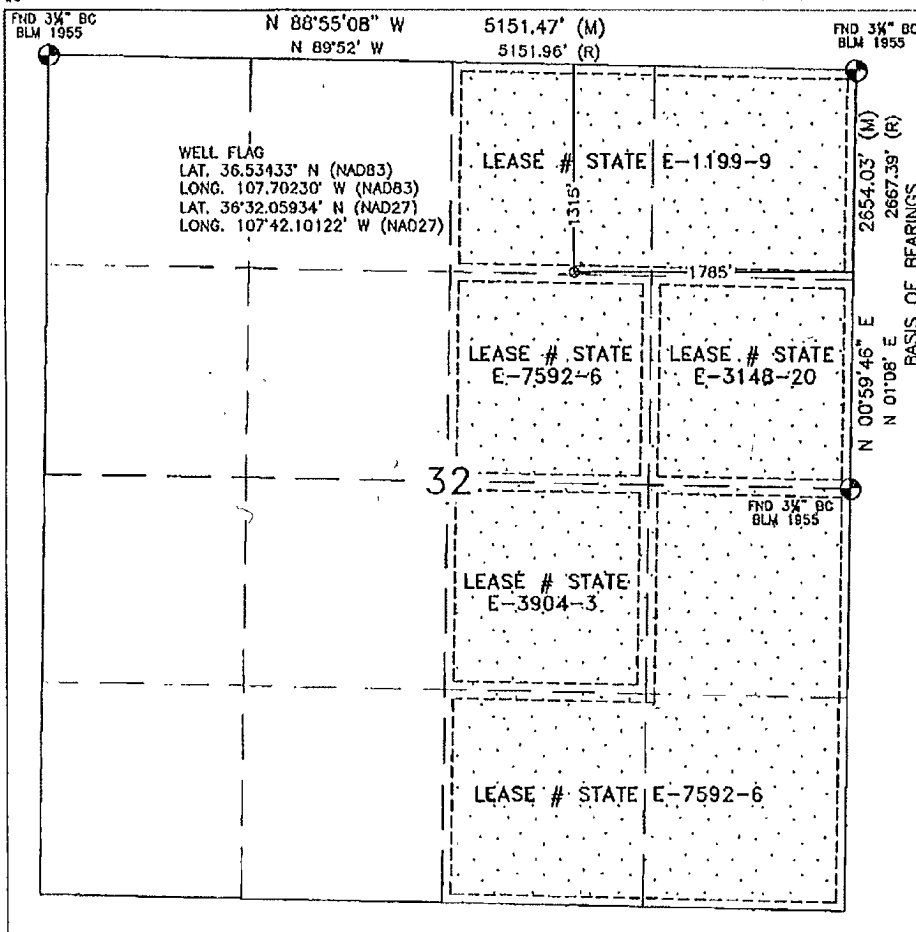 FND 3¼" BC
BLM 1955
N 88°55'08" W
5151.47' (M)
N 89°52' W
5151.96' (R)
FND 3¼" BC
BLM 1955
WELL FLAG
LAT. 36.53433° N (NAD83)
LONG. 107.70230° W (NAD83)
LAT. 36°32.05934' N (NAD27)
LONG. 107°42.10122' W (NAD27)
LEASE # STATE E-1199-9
1315'
1785'
2654.03' (M)
2667.39' (R)
N 00°59'46" E
N 01°08' E
BASIS OF BEARINGS
LEASE # STATE
E-7592-6
LEASE # STATE
E-3148-20
32
FND 3¼" BC
BLM 1955
LEASE # STATE
E-3904-3
LEASE # STATE E-7592-6